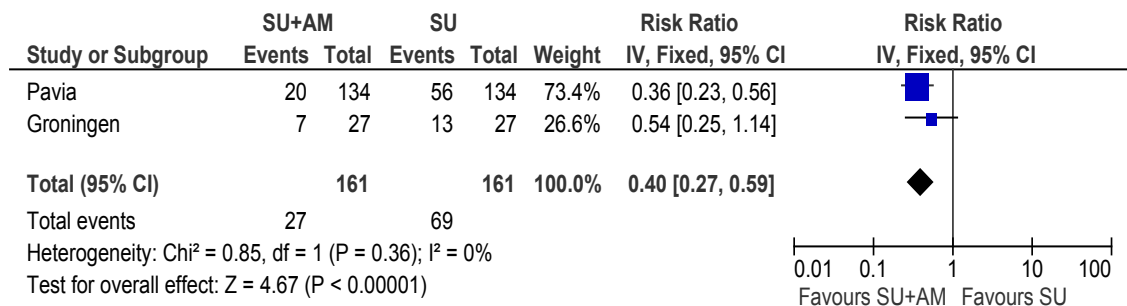 SU+AM SU Risk Ratio Risk Ratio
Study or Subgroup Events Total Events Total Weight IV, Fixed, 95% CI IV, Fixed, 95% CI
Pavia 20 134 56 134 73.4% 0.36 [0.23, 0.56]
Groningen 7 27 13 27 26.6% 0.54 [0.25, 1.14]
Total (95% CI) 161 161 100.0% 0.40 [0.27, 0.59]
Total events 27 69
Heterogeneity: Chi² = 0.85, df = 1 (P = 0.36); I² = 0%
Test for overall effect: Z = 4.67 (P < 0.00001)
0.01 0.1 1 10 100
Favours SU+AM Favours SU